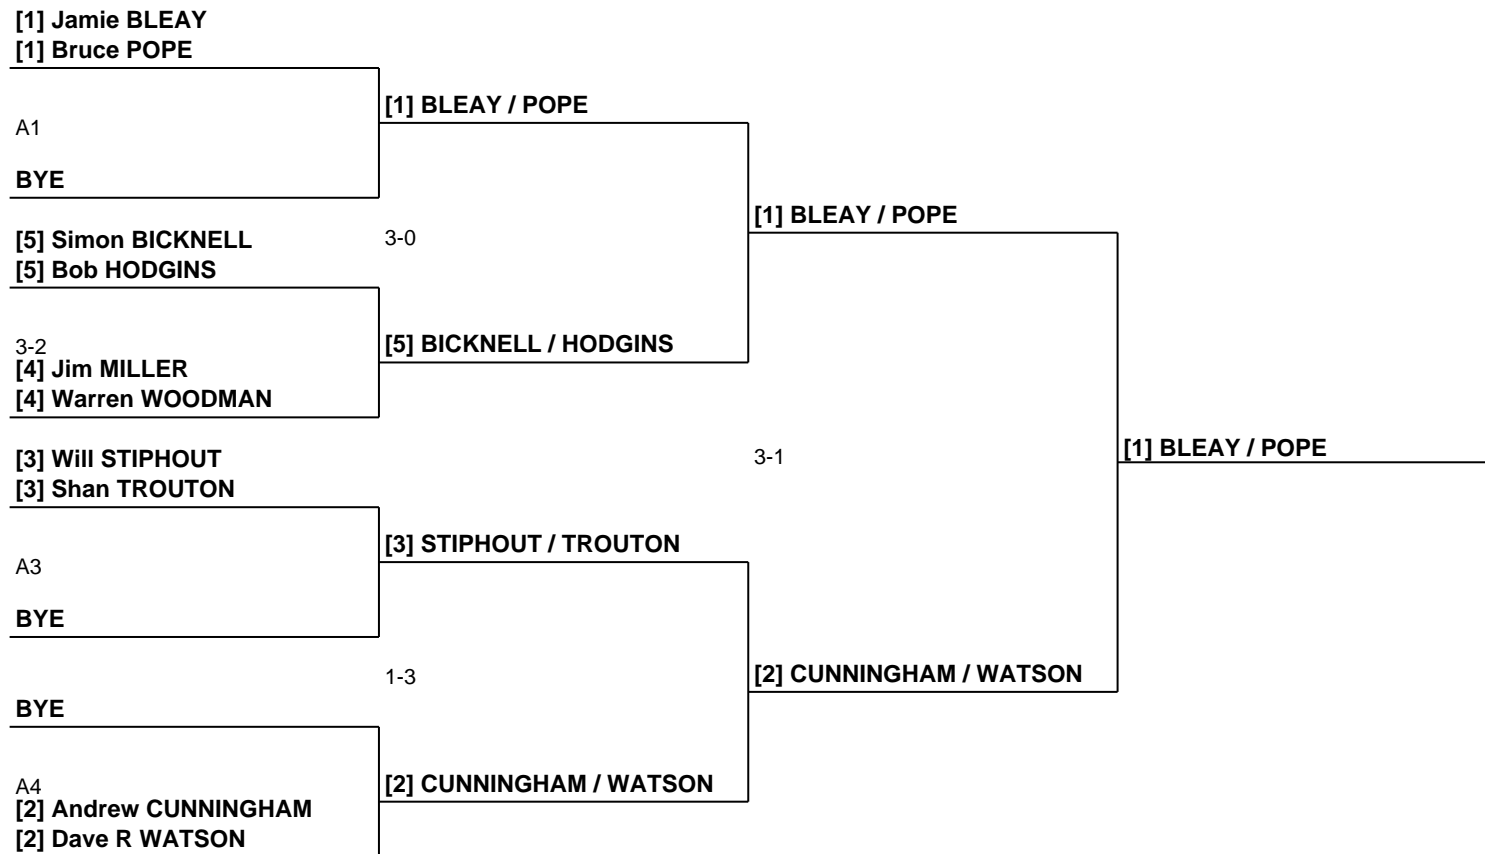 [1] Jamie BLEAY
[1] Bruce POPE
[1] BLEAY / POPE
A1
BYE
[1] BLEAY / POPE
[5] Simon BICKNELL
3-0
[5] Bob HODGINS
3-2
[5] BICKNELL / HODGINS
[4] Jim MILLER
[4] Warren WOODMAN
[3] Will STIPHOUT
3-1
[1] BLEAY / POPE
[3] Shan TROUTON
[3] STIPHOUT / TROUTON
A3
BYE
1-3
[2] CUNNINGHAM / WATSON
BYE
A4
[2] CUNNINGHAM / WATSON
[2] Andrew CUNNINGHAM
[2] Dave R WATSON